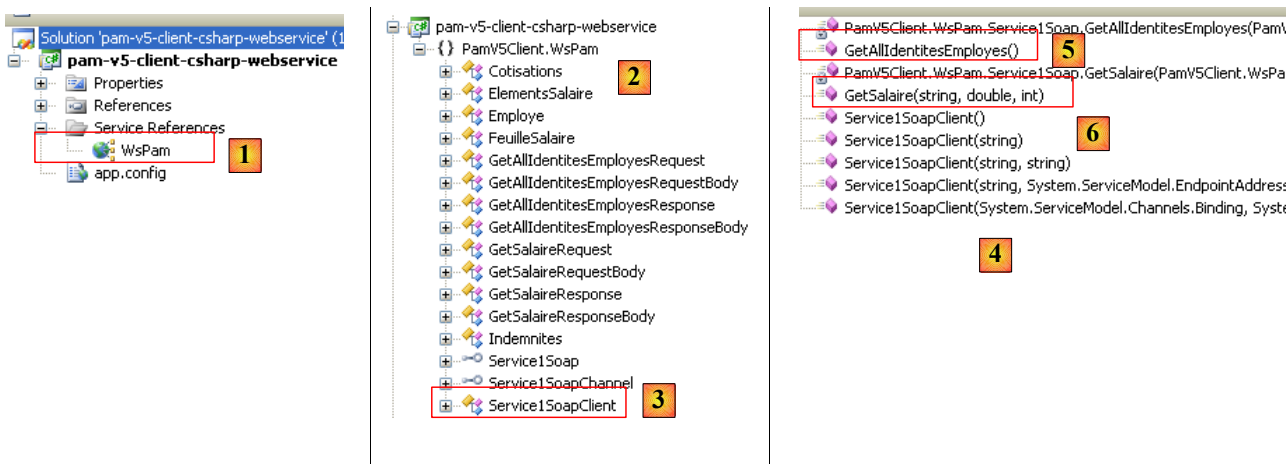 Solution 'pam-v5-client-csharp-webservice' (1
pam-v5-client-csharp-webservice
Properties
References
Service References
WsPam
1
app.config
pam-v5-client-csharp-webservice
{} PamV5Client.WsPam
Cotisations
2
ElementsSalaire
Employe
FeuilleSalaire
GetAllIdentitesEmployesRequest
GetAllIdentitesEmployesRequestBody
GetAllIdentitesEmployesResponse
GetAllIdentitesEmployesResponseBody
GetSalaireRequest
GetSalaireRequestBody
GetSalaireResponse
GetSalaireResponseBody
Indemnites
Service1Soap
Service1SoapChannel
Service1SoapClient
3
PamV5Client.WsPam.Service1Soap.GetAllIdentitesEmployes(PamV
GetAllIdentitesEmployes()
5
PamV5Client.WsPam.Service1Soap.GetSalaire(PamV5Client.WsPa
GetSalaire(string, double, int)
Service1SoapClient()
6
Service1SoapClient(string)
Service1SoapClient(string, string)
Service1SoapClient(string, System.ServiceModel.EndpointAddress
Service1SoapClient(System.ServiceModel.Channels.Binding, Syste
4